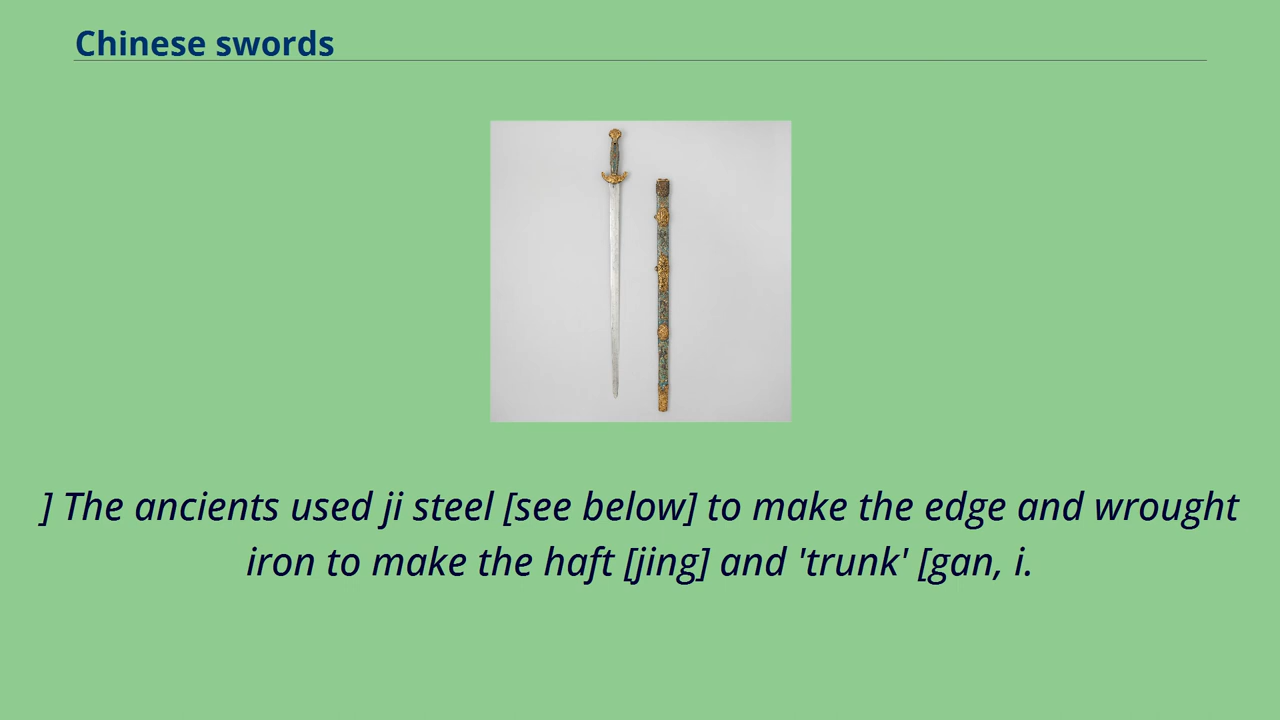 Chinese swords
] The ancients used ji steel [see below] to make the edge and wrought
iron to make the haft [jing] and 'trunk' [gan, i.